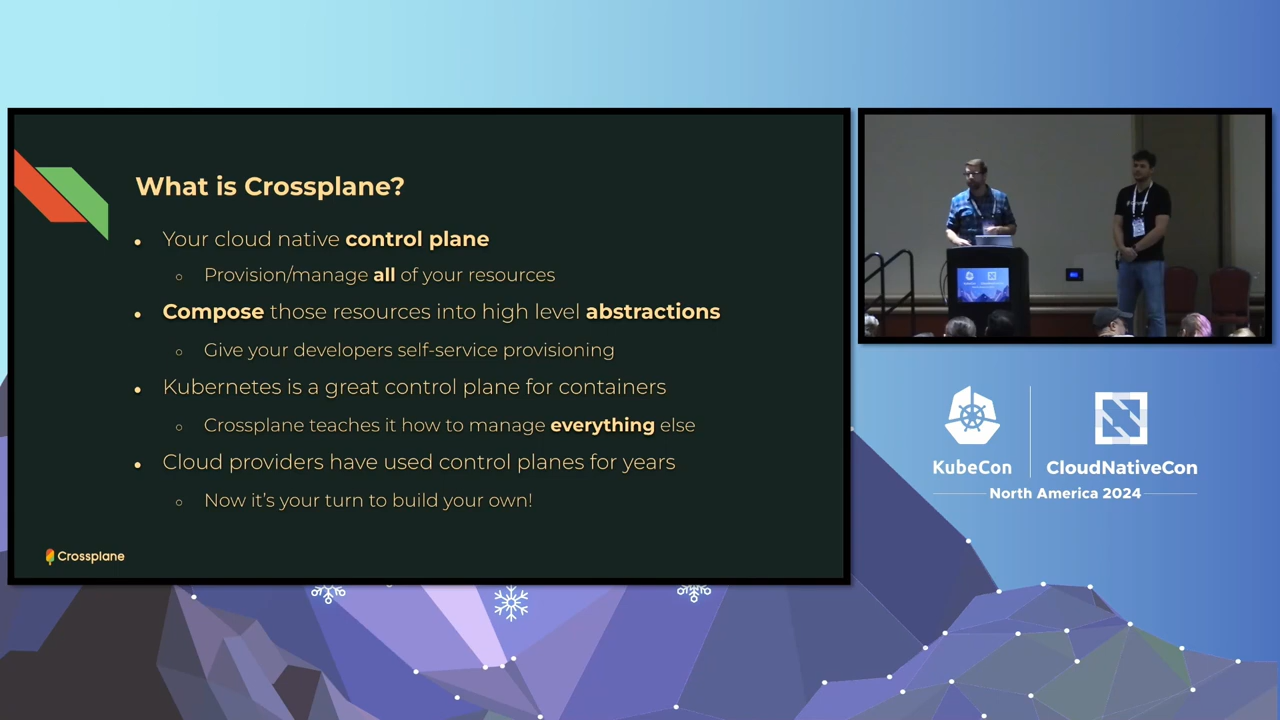 What is Crossplane?
Your cloud native control plane
Provision/manage all of your resources
Compose those resources into high level abstractions
Give your developers self-service provisioning
Kubernetes is a great control plane for containers
Crossplane teaches it how to manage everything else
Cloud providers have used control planes for years
Now it's your turn to build your own!
Crossplane
KubeCon
CloudNativeCon
North America 2024